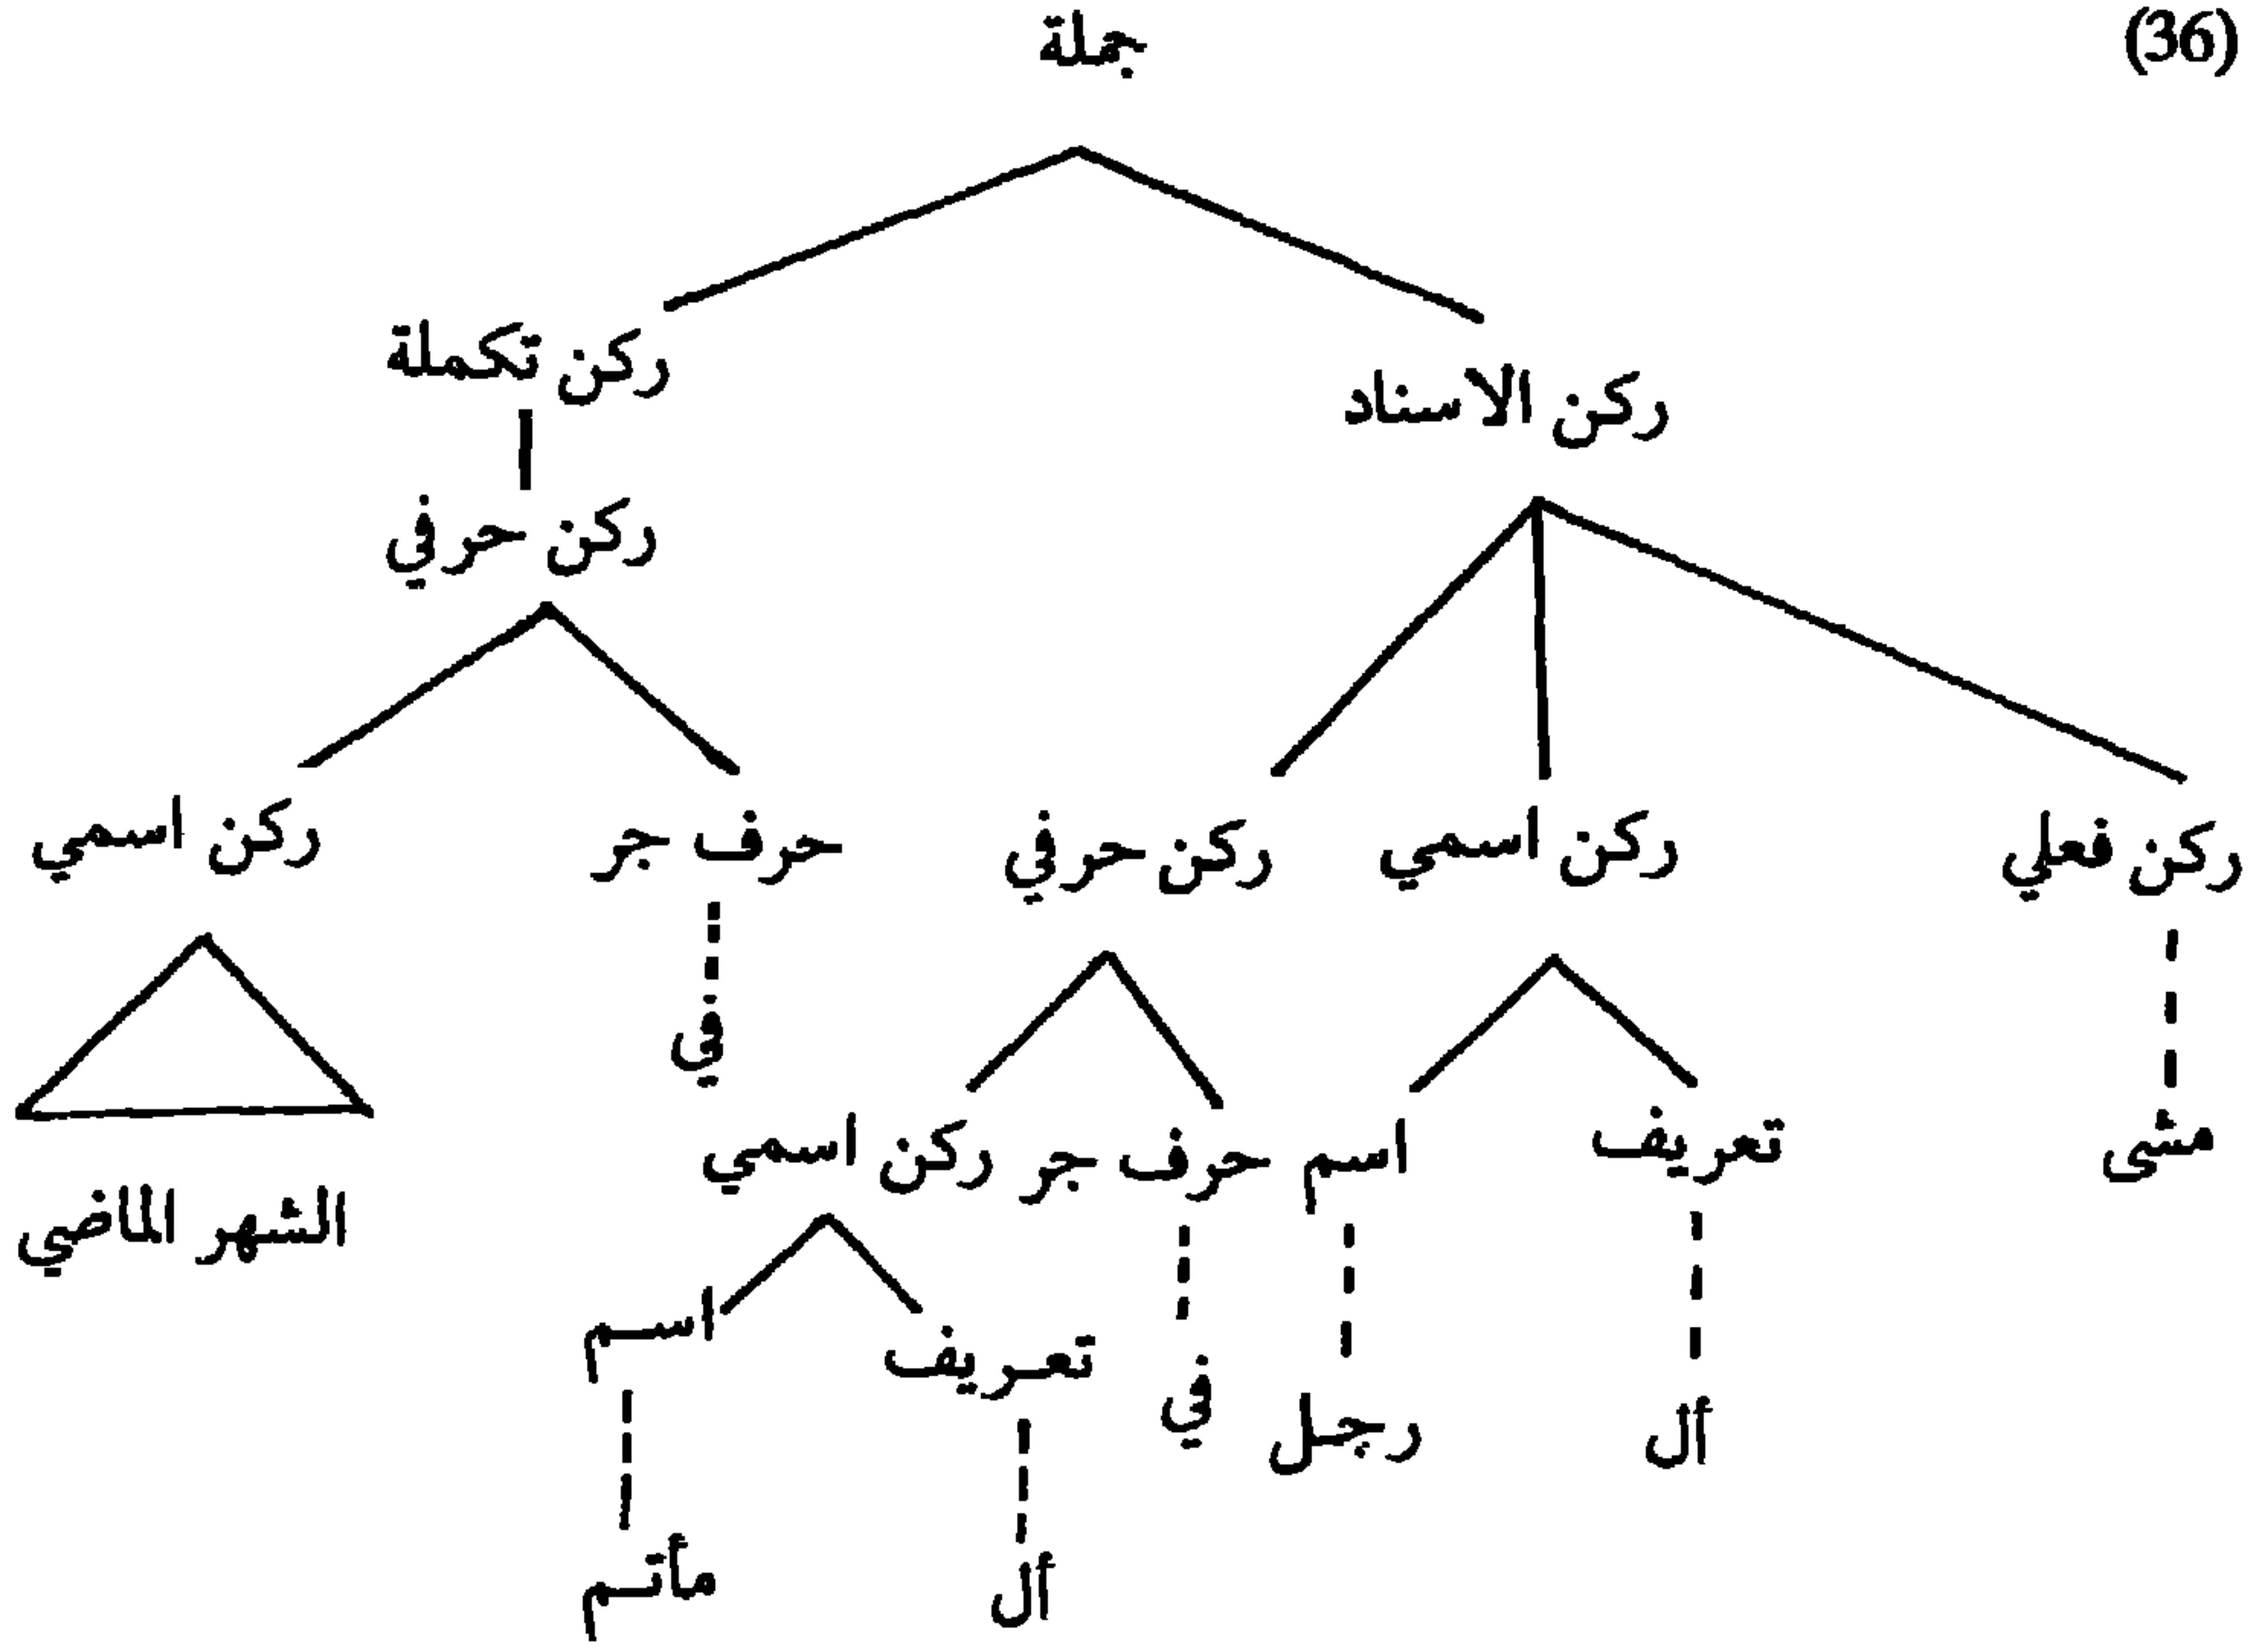 (36)
جملة
ركن الاسناد
ركن تكملة
ركن حرفي
ركن فعلي
ركن اسمي
ركن حرفي
حرف جر
ركن اسمي
مشى
تعريف
اسم
حرف جر
ركن اسمي
في
الشهر الماضي
أل
رجل
في
تعريف
اسم
أل
مأتم